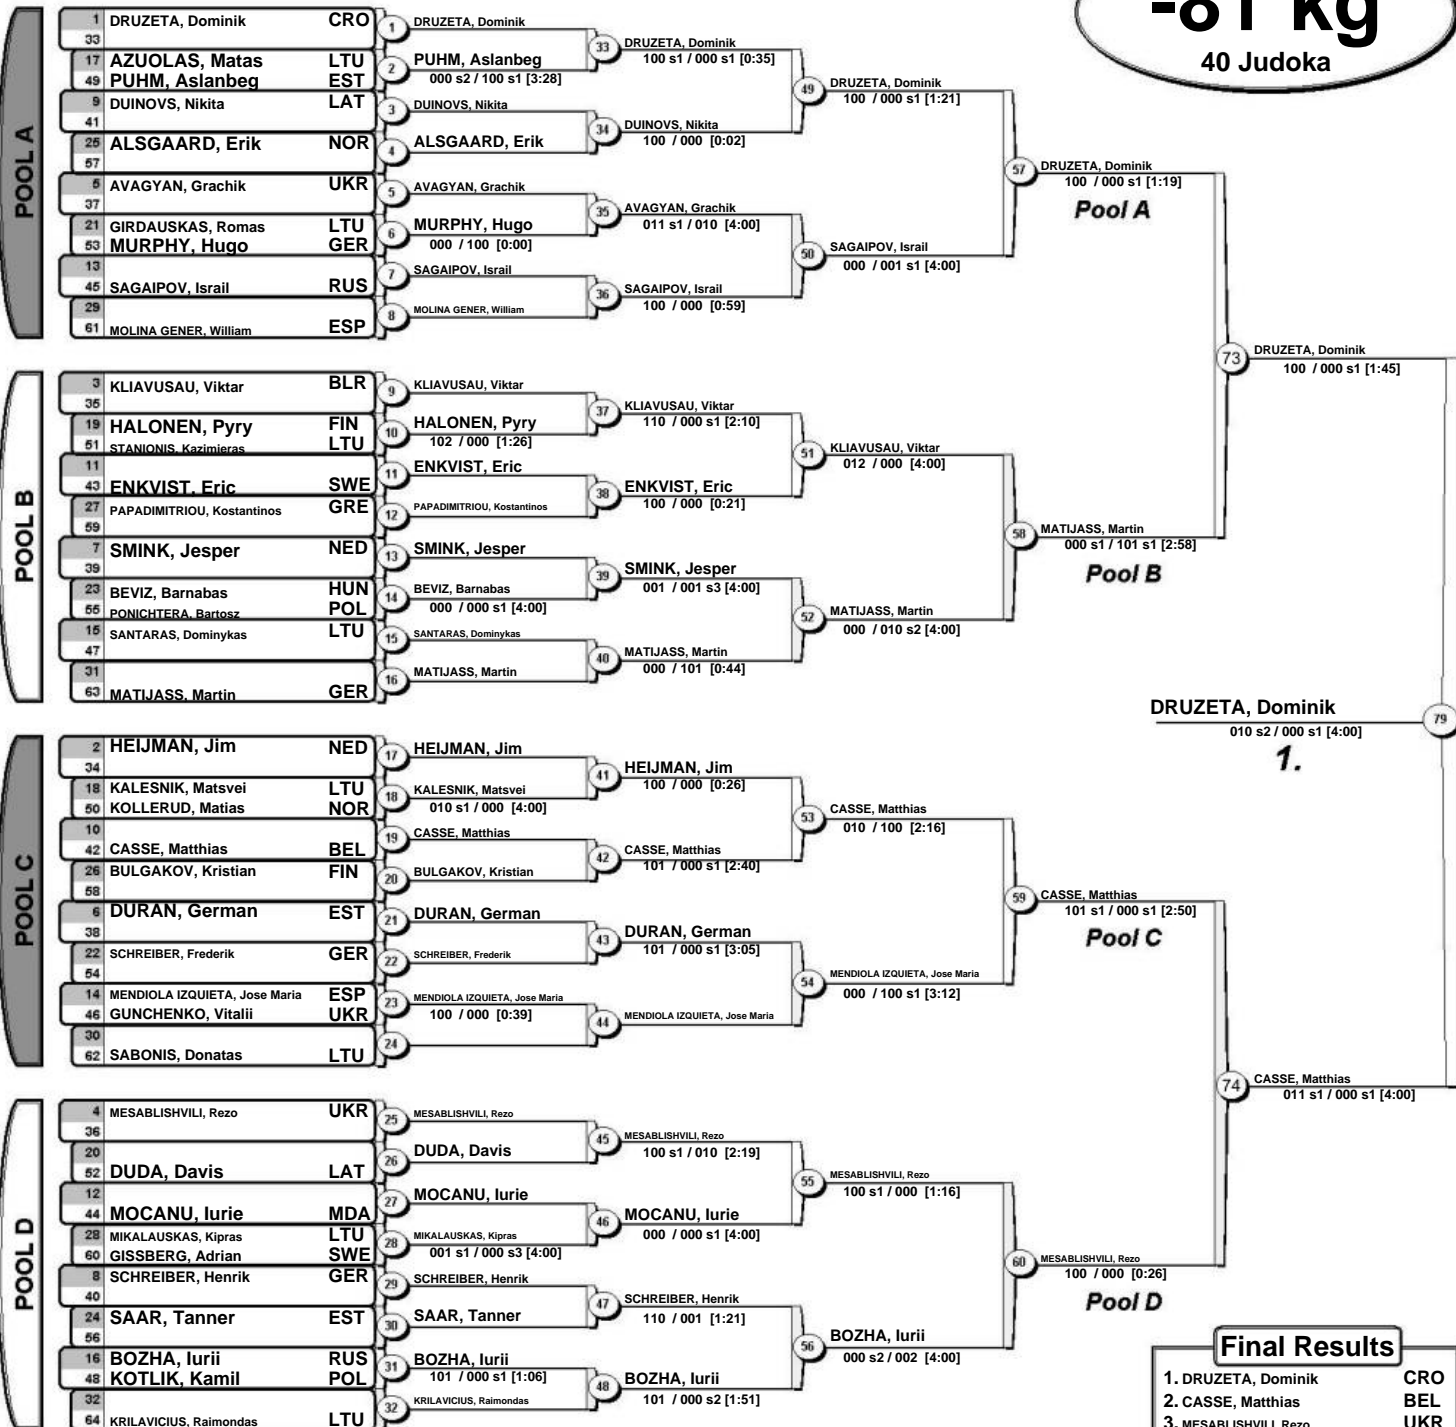 -81 kg
40 Judoka
POOL A
1 DRUZETA, Dominik CRO
33
17 AZUOLAS, Matas LTU
49 PUHM, Aslanbeg EST
9 DUINOVS, Nikita LAT
41
25 ALSGAARD, Erik NOR
57
5 AVAGYAN, Grachik UKR
37
21 GIRDAUSKAS, Romas LTU
53 MURPHY, Hugo GER
13
45 SAGAIPOV, Israil RUS
29
61 MOLINA GENER, William ESP
1 DRUZETA, Dominik
2 PUHM, Aslanbeg
000 s2 / 100 s1 [3:28]
3 DUINOVS, Nikita
4 ALSGAARD, Erik
5 AVAGYAN, Grachik
6 MURPHY, Hugo
000 / 100 [0:00]
7 SAGAIPOV, Israil
8 MOLINA GENER, William
33 DRUZETA, Dominik
100 s1 / 000 s1 [0:35]
34 DUINOVS, Nikita
100 / 000 [0:02]
35 AVAGYAN, Grachik
011 s1 / 010 [4:00]
36 SAGAIPOV, Israil
100 / 000 [0:59]
49 DRUZETA, Dominik
100 / 000 s1 [1:21]
50 SAGAIPOV, Israil
000 / 001 s1 [4:00]
57 DRUZETA, Dominik
100 / 000 s1 [1:19]
Pool A
POOL B
3 KLIAVUSAU, Viktar BLR
35
19 HALONEN, Pyry FIN
51 STANIONIS, Kazimieras LTU
11
43 ENKVIST, Eric SWE
27 PAPADIMITRIOU, Kostantinos GRE
59
7 SMINK, Jesper NED
39
23 BEVIZ, Barnabas HUN
55 PONICHTERA, Bartosz POL
15 SANTARAS, Dominykas LTU
47
31
63 MATIJASS, Martin GER
9 KLIAVUSAU, Viktar
10 HALONEN, Pyry
102 / 000 [1:26]
11 ENKVIST, Eric
12 PAPADIMITRIOU, Kostantinos
13 SMINK, Jesper
14 BEVIZ, Barnabas
000 / 000 s1 [4:00]
15 SANTARAS, Dominykas
16 MATIJASS, Martin
37 KLIAVUSAU, Viktar
110 / 000 s1 [2:10]
38 ENKVIST, Eric
100 / 000 [0:21]
39 SMINK, Jesper
001 / 001 s3 [4:00]
40 MATIJASS, Martin
000 / 101 [0:44]
51 KLIAVUSAU, Viktar
012 / 000 [4:00]
52 MATIJASS, Martin
000 / 010 s2 [4:00]
58 MATIJASS, Martin
000 s1 / 101 s1 [2:58]
Pool B
73 DRUZETA, Dominik
100 / 000 s1 [1:45]
DRUZETA, Dominik 79
010 s2 / 000 s1 [4:00]
1.
POOL C
2 HEIJMAN, Jim NED
34
18 KALESNIK, Matsvei LTU
50 KOLLERUD, Matias NOR
10
42 CASSE, Matthias BEL
26 BULGAKOV, Kristian FIN
58
6 DURAN, German EST
38
22 SCHREIBER, Frederik GER
54
14 MENDIOLA IZQUIETA, Jose Maria ESP
46 GUNCHENKO, Vitalii UKR
30
62 SABONIS, Donatas LTU
17 HEIJMAN, Jim
18 KALESNIK, Matsvei
010 s1 / 000 [4:00]
19 CASSE, Matthias
20 BULGAKOV, Kristian
21 DURAN, German
22 SCHREIBER, Frederik
23 MENDIOLA IZQUIETA, Jose Maria
100 / 000 [0:39]
24
41 HEIJMAN, Jim
100 / 000 [0:26]
42 CASSE, Matthias
101 / 000 s1 [2:40]
43 DURAN, German
101 / 000 s1 [3:05]
44 MENDIOLA IZQUIETA, Jose Maria
53 CASSE, Matthias
010 / 100 [2:16]
54 MENDIOLA IZQUIETA, Jose Maria
000 / 100 s1 [3:12]
59 CASSE, Matthias
101 s1 / 000 s1 [2:50]
Pool C
POOL D
4 MESABLISHVILI, Rezo UKR
36
20
52 DUDA, Davis LAT
12
44 MOCANU, Iurie MDA
28 MIKALAUSKAS, Kipras LTU
60 GISSBERG, Adrian SWE
8 SCHREIBER, Henrik GER
40
24 SAAR, Tanner EST
56
16 BOZHA, Iurii RUS
48 KOTLIK, Kamil POL
32
64 KRILAVICIUS, Raimondas LTU
25 MESABLISHVILI, Rezo
26 DUDA, Davis
27 MOCANU, Iurie
28 MIKALAUSKAS, Kipras
001 s1 / 000 s3 [4:00]
29 SCHREIBER, Henrik
30 SAAR, Tanner
31 BOZHA, Iurii
101 / 000 s1 [1:06]
32 KRILAVICIUS, Raimondas
45 MESABLISHVILI, Rezo
100 s1 / 010 [2:19]
46 MOCANU, Iurie
000 / 000 s1 [4:00]
47 SCHREIBER, Henrik
110 / 001 [1:21]
48 BOZHA, Iurii
101 / 000 s2 [1:51]
55 MESABLISHVILI, Rezo
100 s1 / 000 [1:16]
56 BOZHA, Iurii
000 s2 / 002 [4:00]
60 MESABLISHVILI, Rezo
100 / 000 [0:26]
Pool D
74 CASSE, Matthias
011 s1 / 000 s1 [4:00]
Final Results
1. DRUZETA, Dominik CRO
2. CASSE, Matthias BEL
3. MESABLISHVILI, Rezo UKR